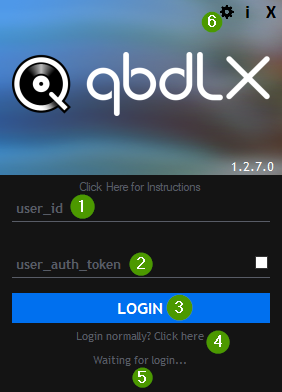 6 i X
qbdlx
1.2.7.0
Click Here for Instructions
user_id 1
user_auth_token 2
LOGIN 3
Login normally? Click here 4
Waiting for login...
5